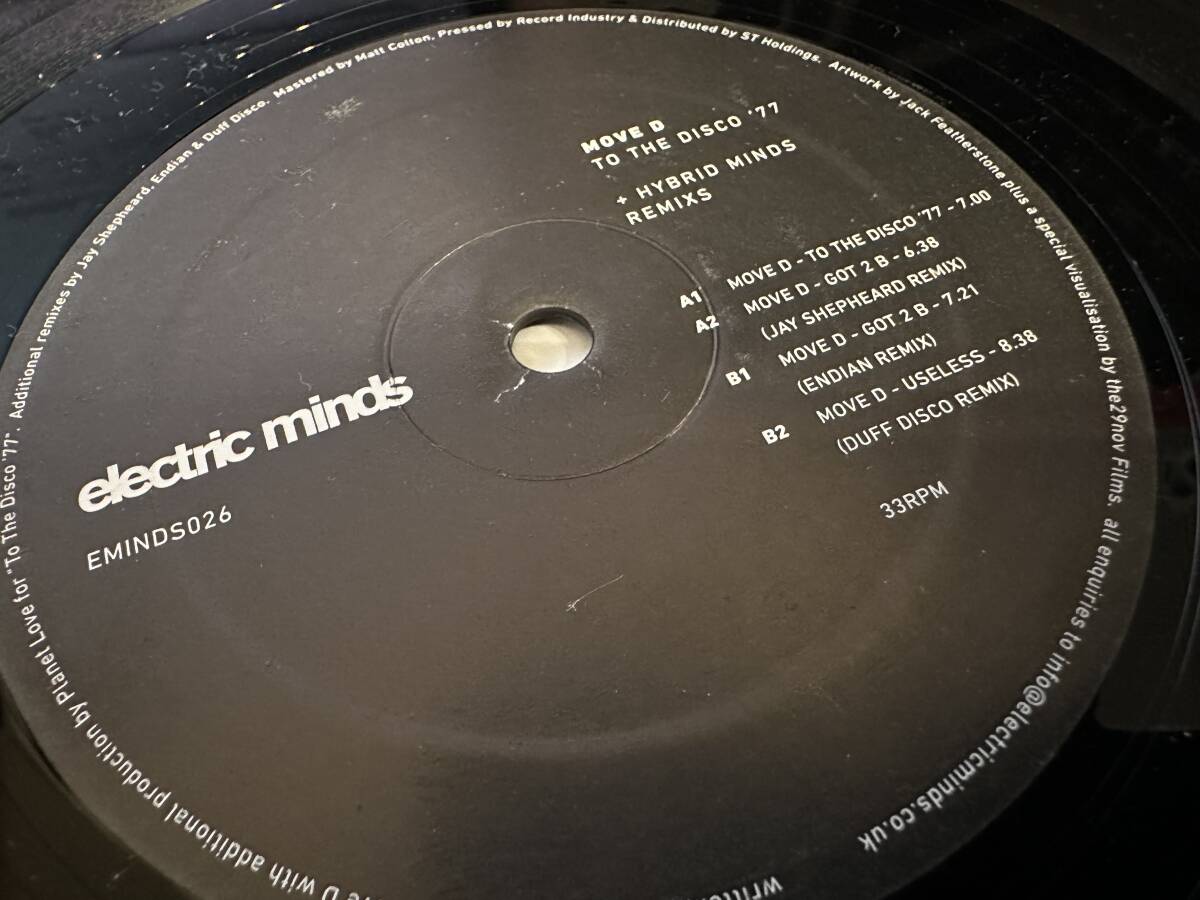 MOVE D
TO THE DISCO '77
+ HYBRID MINDS
REMIXS
A1 MOVE D - TO THE DISCO '77 - 7.00
A2 MOVE D - GOT 2 B - 6.38
(JAY SHEPHEARD REMIX)
B1 MOVE D - GOT 2 B - 7.21
(ENDIAN REMIX)
B2 MOVE D - USELESS - 8.38
(DUFF DISCO REMIX)
33RPM
electric minds
EMINDS026
D with additional production by Planet Love for "To The Disco '77". Additional remixes by Jay Shepheard, Endian & Duff Disco. Mastered by Matt Colton, Pressed by Record Industry & Distributed by ST Holdings. Artwork by Jack Featherstone plus a special visualisation by the29nov Films. all enquiries to info@electricminds.co.uk